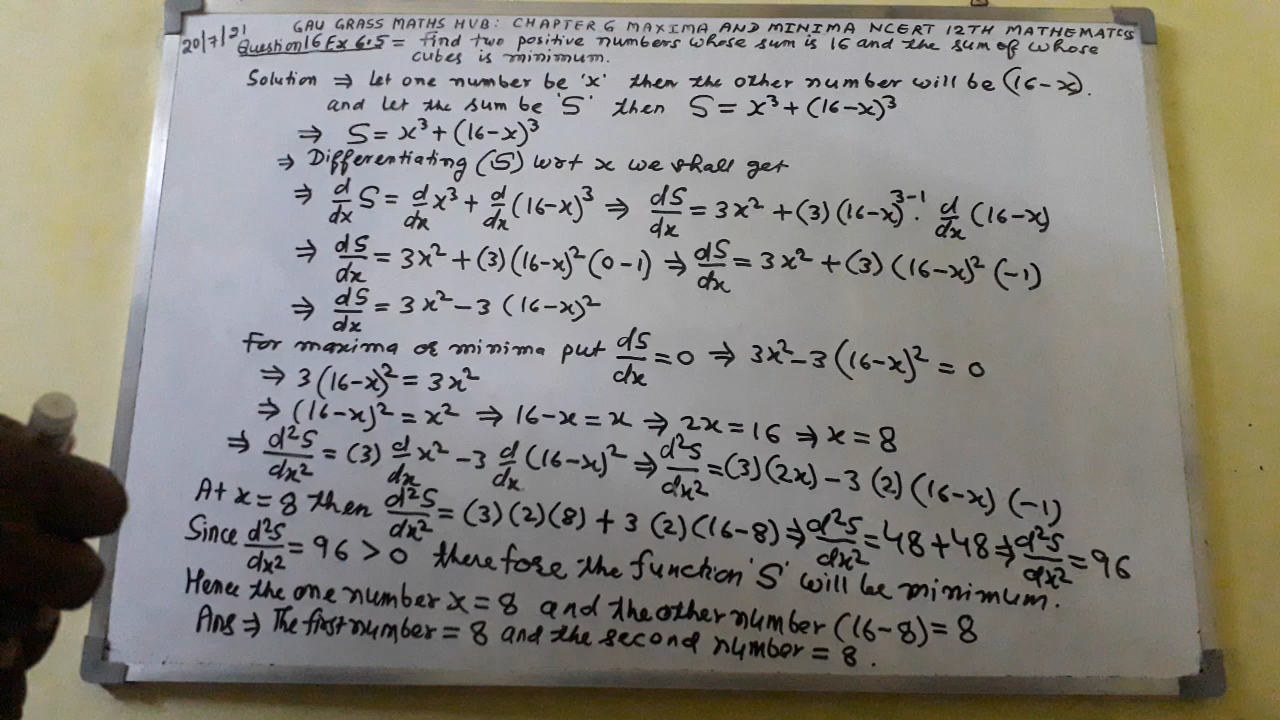 GAU GRASS MATHS HUB: CHAPTER 6 MAXIMA AND MINIMA NCERT 12TH MATHEMATICS
20/7/21 Question 16 Ex 6.5 = Find two positive numbers whose sum is 16 and the sum of whose
cubes is minimum.
Solution ⇒ Let one number be 'x' then the other number will be (16-x).
and let the sum be 'S' then S = x³ + (16-x)³
⇒ S = x³ + (16-x)³
⇒ Differentiating (S) wrt x we shall get
⇒ d/dx S = d/dx x³ + d/dx (16-x)³ ⇒ dS/dx = 3x² + (3)(16-x)³⁻¹ · d/dx (16-x)
⇒ dS/dx = 3x² + (3)(16-x)² (0-1) ⇒ dS/dx = 3x² + (3)(16-x)² (-1)
⇒ dS/dx = 3x² - 3(16-x)²
For maxima or minima put dS/dx = 0 ⇒ 3x² - 3(16-x)² = 0
⇒ 3(16-x)² = 3x²
⇒ (16-x)² = x² ⇒ 16-x = x ⇒ 2x = 16 ⇒ x = 8
⇒ d²S/dx² = (3) d/dx x² - 3 d/dx (16-x)² ⇒ d²S/dx² = (3)(2x) - 3(2)(16-x)(-1)
At x = 8 then d²S/dx² = (3)(2)(8) + 3(2)(16-8) ⇒ d²S/dx² = 48+48 ⇒ d²S/dx² = 96
Since d²S/dx² = 96 > 0 therefore the function 'S' will be minimum.
Hence the one number x = 8 and the other number (16-8) = 8
Ans ⇒ The first number = 8 and the second number = 8.